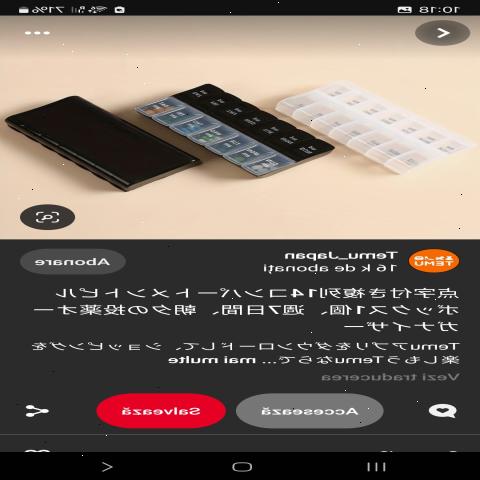 10:18
71%
Temu_Japan
16 k de abonați
Abonare
TEMU
点字付き複列14コンパートメントピル
ボックス1個、週7日間、朝夕の投薬オー
ガナイザー
Temuアプリをダウンロードして、ショッピングを
楽しもうTemuならで... mai multe
Vezi traducerea
Accesează
Salvează